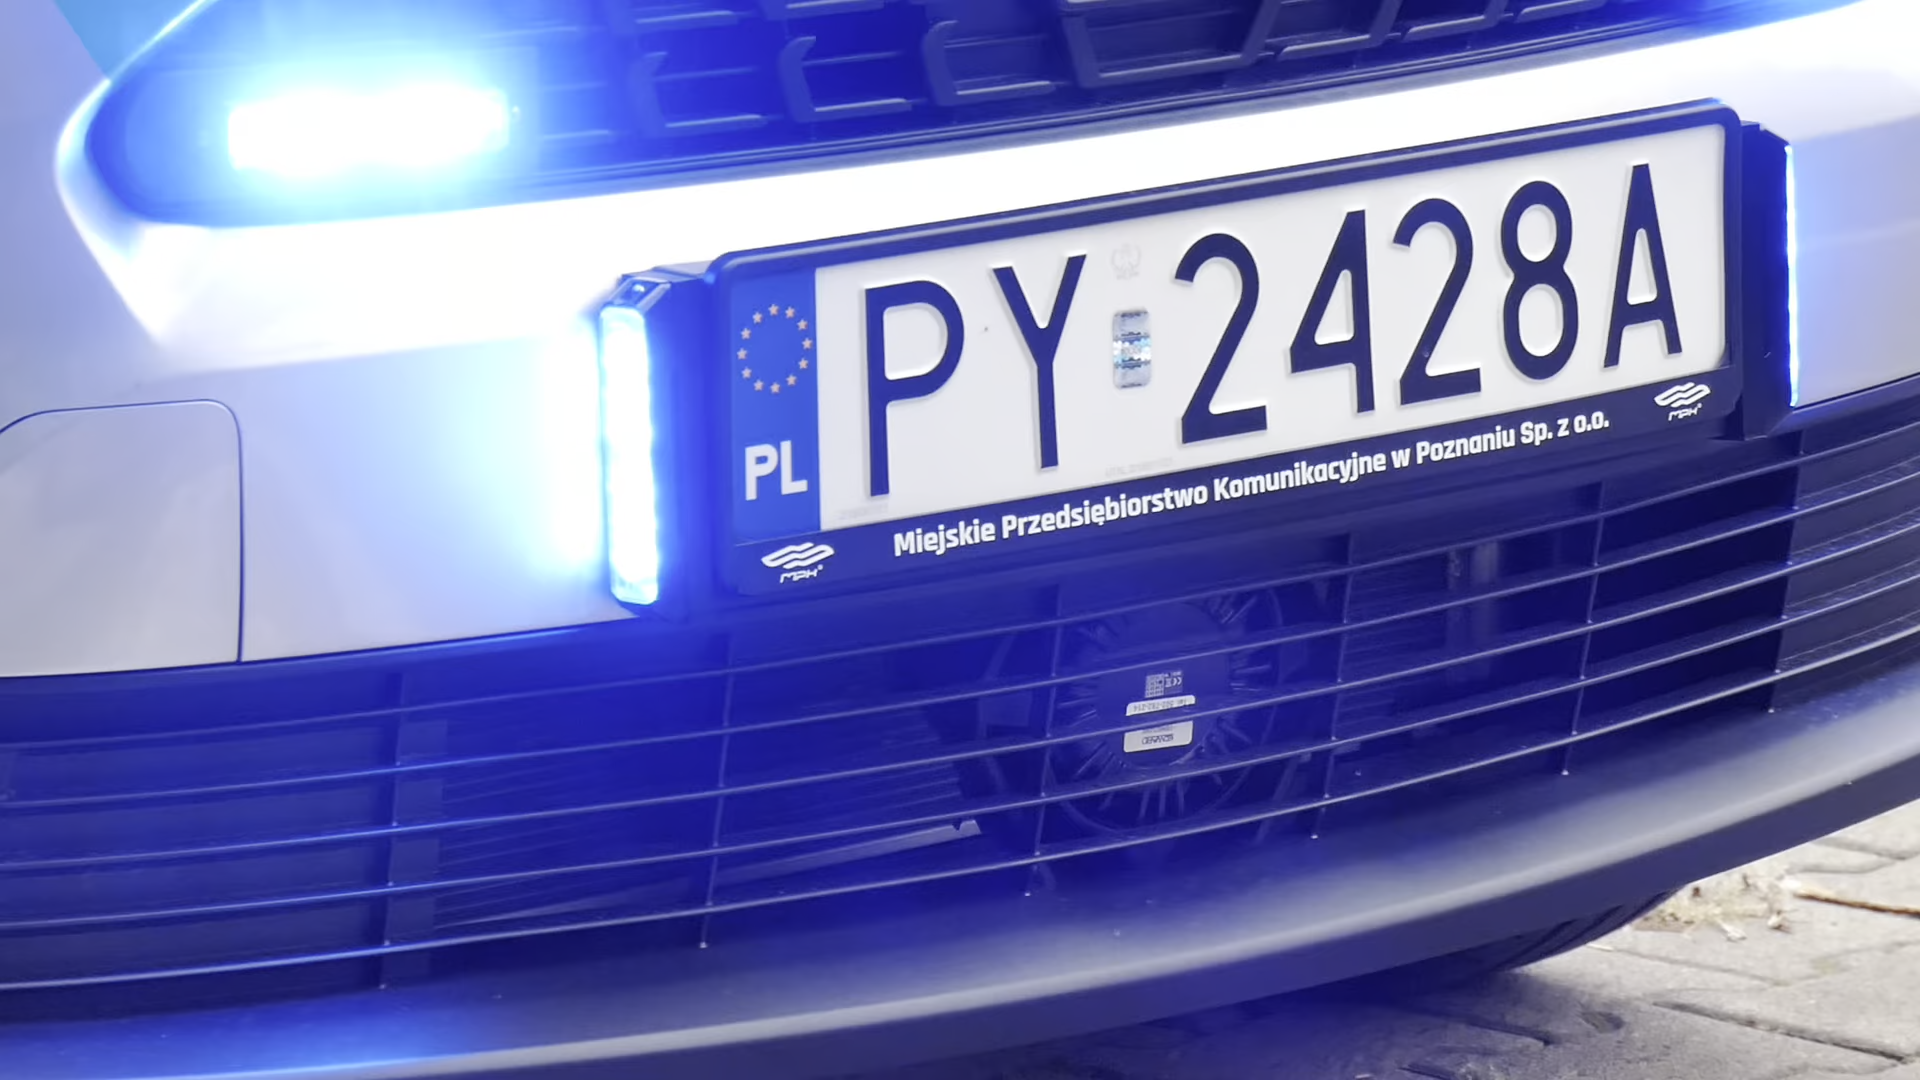 PY 2428A
PL
Miejskie Przedsiębiorstwo Komunikacyjne w Poznaniu Sp. z o.o.
MPK
MPK